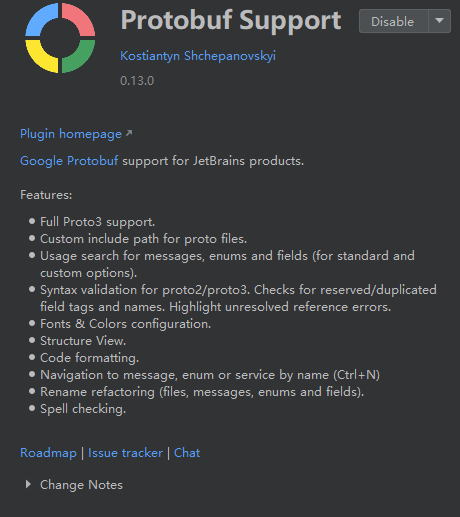 Protobuf Support
Disable
Kostiantyn Shchepanovskyi
0.13.0
Plugin homepage
Google Protobuf support for JetBrains products.
Features:
Full Proto3 support.
Custom include path for proto files.
Usage search for messages, enums and fields (for standard and
custom options).
Syntax validation for proto2/proto3. Checks for reserved/duplicated
field tags and names. Highlight unresolved reference errors.
Fonts & Colors configuration.
Structure View.
Code formatting.
Navigation to message, enum or service by name (Ctrl+N)
Rename refactoring (files, messages, enums and fields).
Spell checking.
Roadmap | Issue tracker | Chat
Change Notes